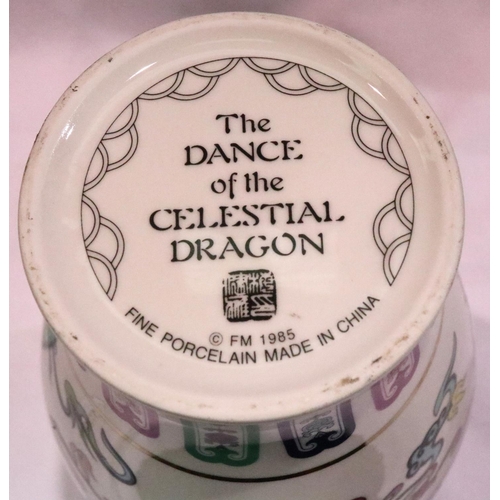 The
DANCE
of the
CELESTIAL
DRAGON
© FM 1985
FINE PORCELAIN MADE IN CHINA